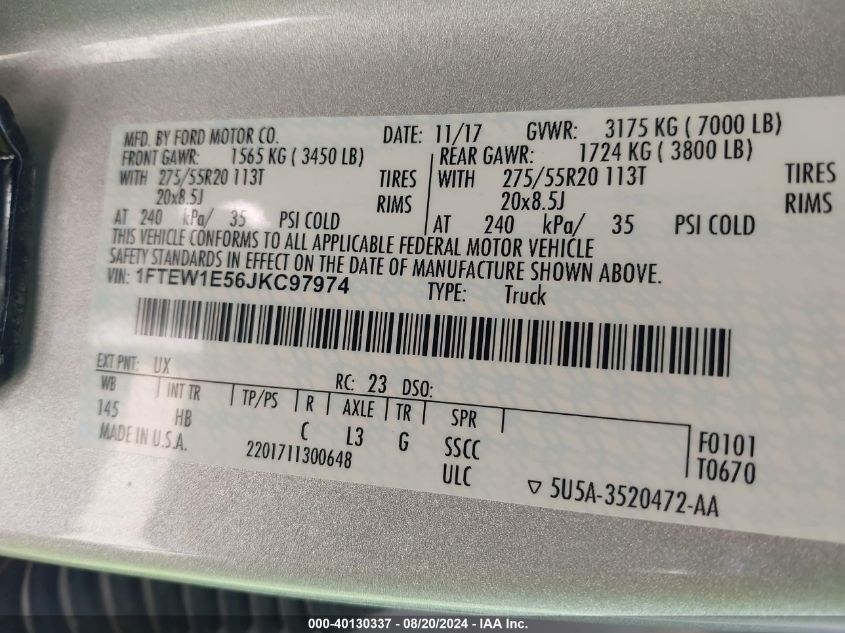 MFD. BY FORD MOTOR CO. DATE: 11/17 GVWR: 3175 KG ( 7000 LB)
FRONT GAWR: 1565 KG ( 3450 LB) REAR GAWR: 1724 KG ( 3800 LB)
WITH 275/55R20 113T TIRES WITH 275/55R20 113T TIRES
20x8.5J RIMS 20x8.5J RIMS
AT 240 kPa/ 35 PSI COLD AT 240 kPa/ 35 PSI COLD
THIS VEHICLE CONFORMS TO ALL APPLICABLE FEDERAL MOTOR VEHICLE
SAFETY STANDARDS IN EFFECT ON THE DATE OF MANUFACTURE SHOWN ABOVE.
VIN: 1FTEW1E56JKC97974 TYPE: Truck
EXT PNT: UX RC: 23 DSO:
WB INT TR TP/PS R AXLE TR SPR
145 HB C L3 G SSCC F0101
MADE IN U.S.A. 2201711300648 ULC T0670
▽ 5U5A-3520472-AA
000-40130337 - 08/20/2024 - IAA Inc.